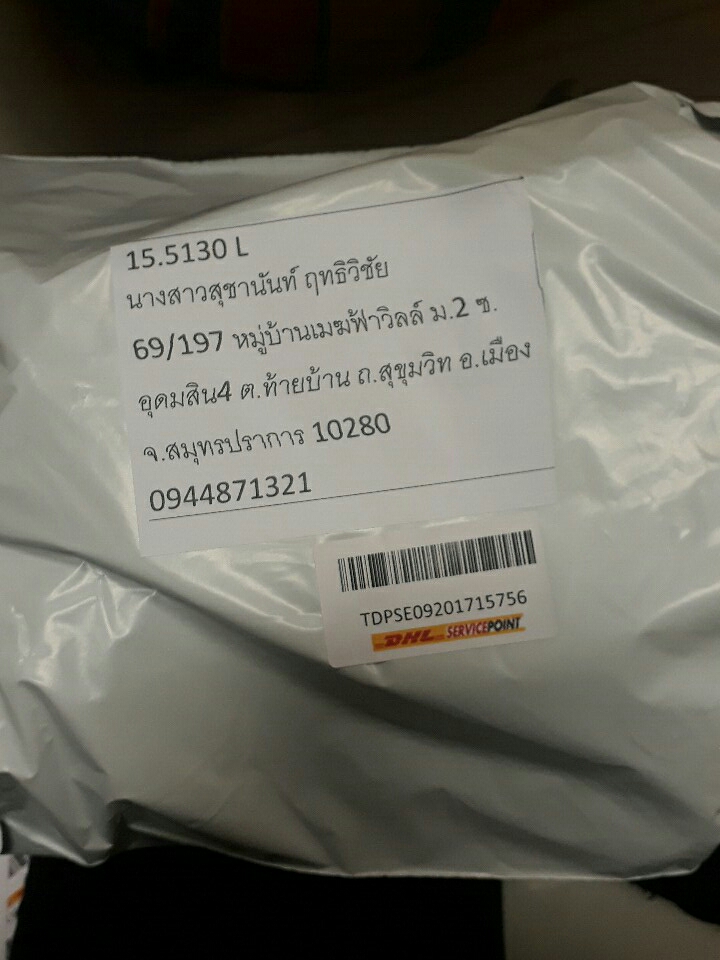 15.5130 L
นางสาวสุชานันท์ ฤทธิวิชัย
69/197 หมู่บ้านเมฆฟ้าวิลล์ ม.2 ซ.
อุดมสิน4 ต.ท้ายบ้าน ถ.สุขุมวิท อ.เมือง
จ.สมุทรปราการ 10280
0944871321
TDPSE09201715756
DHL SERVICEPOINT